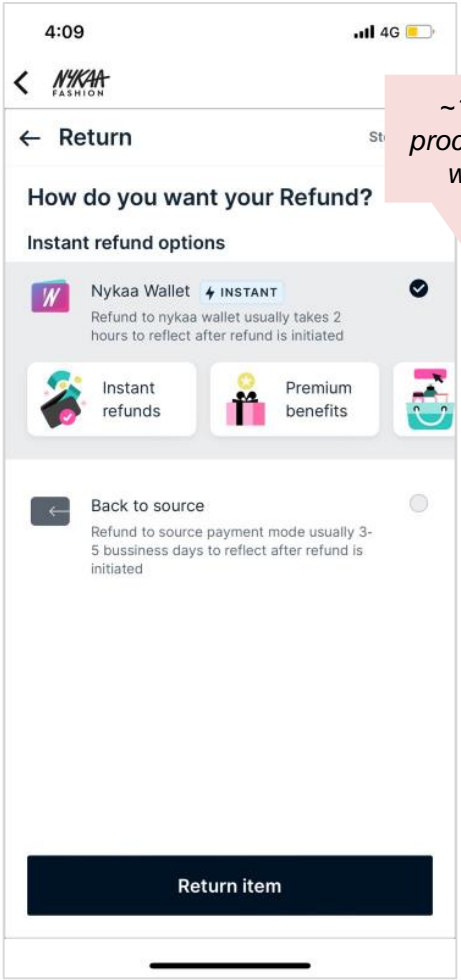 4:09
4G
NYKAA
FASHION
← Return
How do you want your Refund?
Instant refund options
Nykaa Wallet INSTANT
Refund to nykaa wallet usually takes 2
hours to reflect after refund is initiated
Instant
refunds
Premium
benefits
Back to source
Refund to source payment mode usually 3-
5 bussiness days to reflect after refund is
initiated
Return item